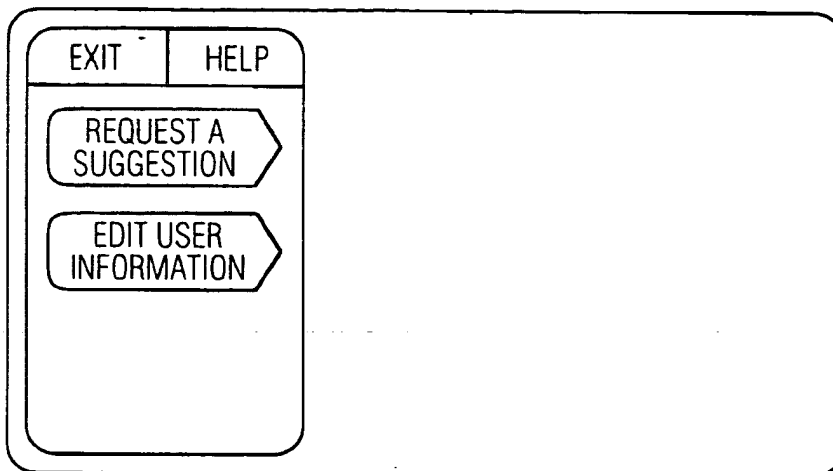 EXIT
HELP
REQUEST A
SUGGESTION
EDIT USER
INFORMATION